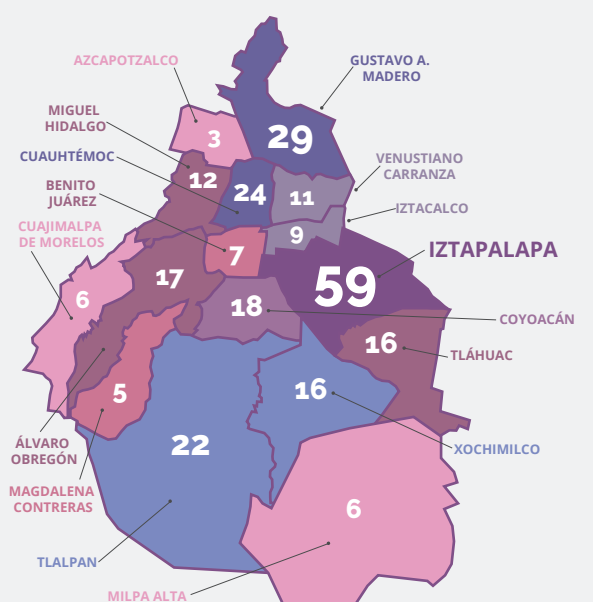 AZCAPOTZALCO
GUSTAVO A.
MADERO
MIGUEL
HIDALGO
CUAUHTÉMOC
BENITO
JUÁREZ
CUAJIMALPA
DE MORELOS
VENUSTIANO
CARRANZA
IZTACALCO
IZTAPALAPA
COYOACÁN
TLÁHUAC
XOCHIMILCO
ÁLVARO
OBREGÓN
MAGDALENA
CONTRERAS
TLALPAN
MILPA ALTA
3
29
12
24
11
9
7
17
59
6
18
16
5
16
22
6